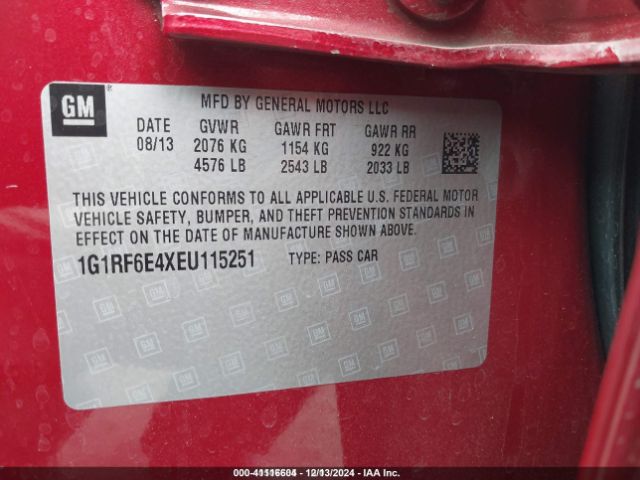 GM
MFD BY GENERAL MOTORS LLC
DATE GVWR GAWR FRT GAWR RR
08/13 2076 KG 1154 KG 922 KG
4576 LB 2543 LB 2033 LB
THIS VEHICLE CONFORMS TO ALL APPLICABLE U.S. FEDERAL MOTOR
VEHICLE SAFETY, BUMPER, AND THEFT PREVENTION STANDARDS IN
EFFECT ON THE DATE OF MANUFACTURE SHOWN ABOVE.
1G1RF6E4XEU115251 TYPE: PASS CAR
000-41116604 - 12/13/2024 - IAA Inc.